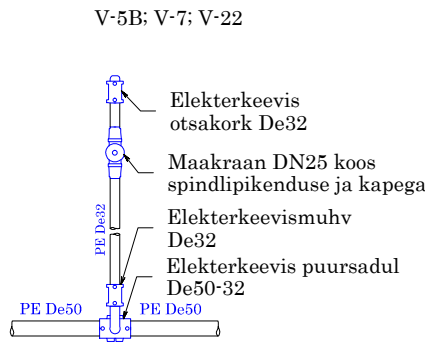 V-5B; V-7; V-22
Elekterkeevis
otsakork De32
Maakraan DN25 koos
spindlipikenduse ja kapega
PE De32
Elekterkeevismuhv
De32
Elekterkeevis puursadul
De50-32
PE De50
PE De50